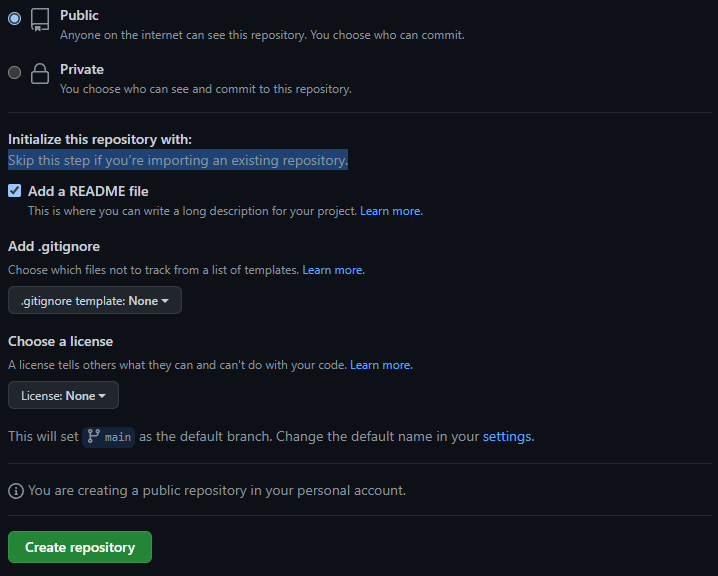 Public
Anyone on the internet can see this repository. You choose who can commit.
Private
You choose who can see and commit to this repository.
Initialize this repository with:
Skip this step if you're importing an existing repository.
Add a README file
This is where you can write a long description for your project. Learn more.
Add .gitignore
Choose which files not to track from a list of templates. Learn more.
.gitignore template: None
Choose a license
A license tells others what they can and can't do with your code. Learn more.
License: None
This will set main as the default branch. Change the default name in your settings.
You are creating a public repository in your personal account.
Create repository